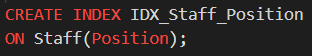 CREATE INDEX IDX_Staff_Position
ON Staff(Position);